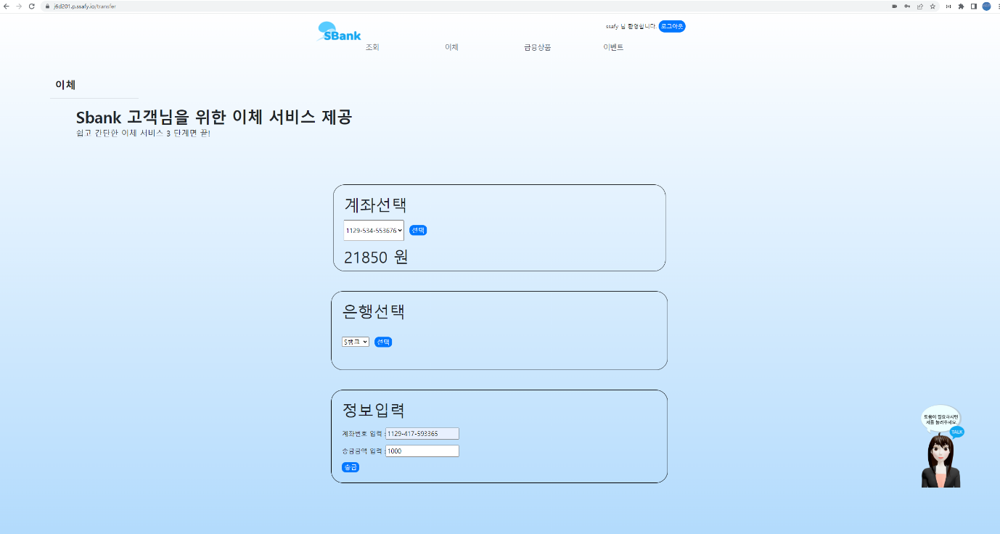 j6d201.p.ssafy.io/transfer
SBank
ssafy 님 환영합니다. 로그아웃
조회 이체 금융상품 이벤트
이체
Sbank 고객님을 위한 이체 서비스 제공
쉽고 간단한 이체 서비스 3 단계면 끝!
계좌선택
1129-534-553676 선택
21850 원
은행선택
S뱅크 선택
정보입력
계좌번호 입력 : 1129-417-593365
송금금액 입력 : 1000
송금
도움이 필요하시면
저를 눌러주세요.
TALK